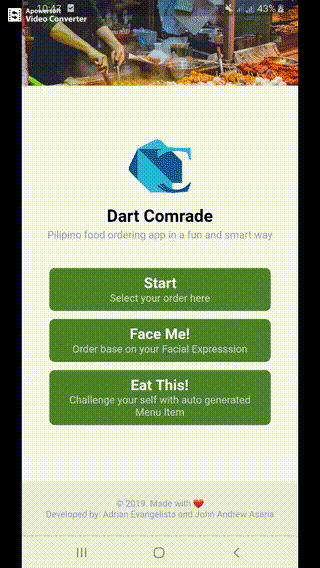 Apowersoft
Video Converter
10:42 43%
Dart Comrade
Pilipino food ordering app in a fun and smart way
Start
Select your order here
Face Me!
Order base on your Facial Expresssion
Eat This!
Challenge your self with auto generated
Menu Item
© 2019. Made with ❤️
Developed by: Adrian Evangelista and John Andrew Asaria